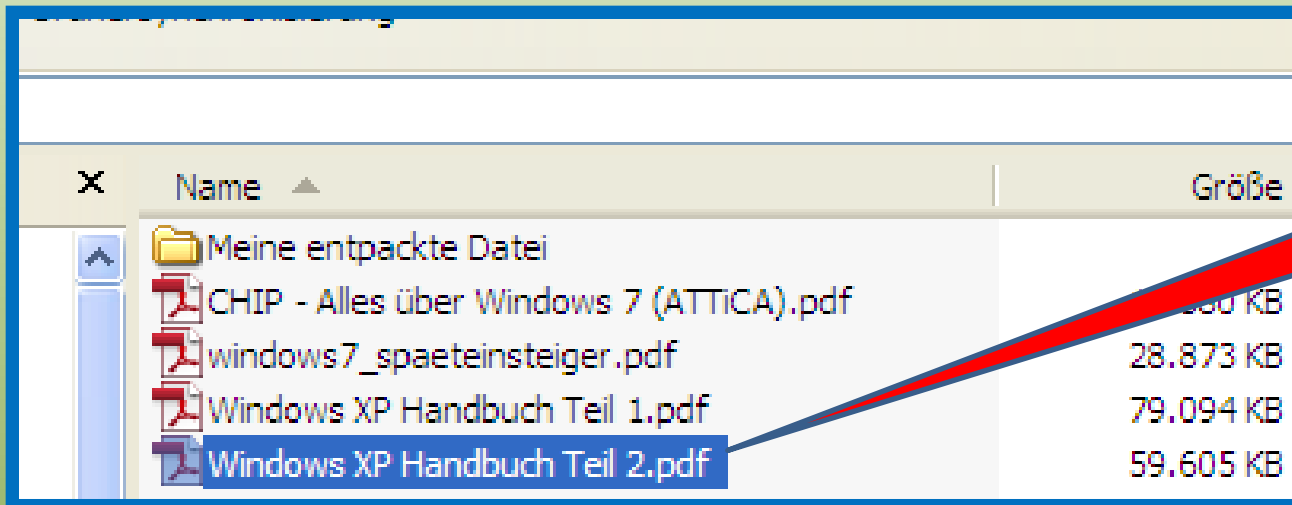 Name Größe
Meine entpackte Datei
CHIP - Alles über Windows 7 (ATTiCA).pdf KB
windows7_spaeteinsteiger.pdf 28.873 KB
Windows XP Handbuch Teil 1.pdf 79.094 KB
Windows XP Handbuch Teil 2.pdf 59.605 KB